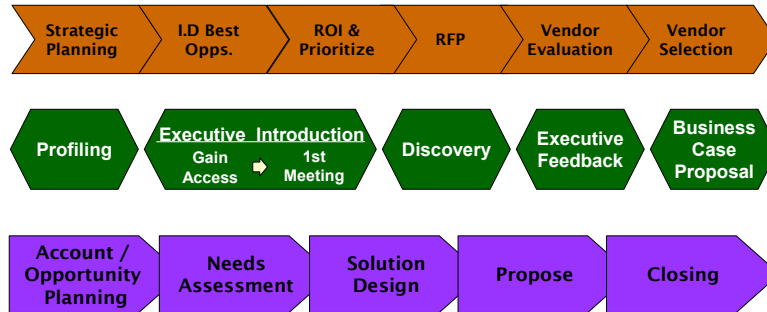 Strategic
Planning
I.D Best
Opps.
ROI &
Prioritize
RFP
Vendor
Evaluation
Vendor
Selection
Profiling
Executive Introduction
Gain
Access
1st
Meeting
Discovery
Executive
Feedback
Business
Case
Proposal
Account /
Opportunity
Planning
Needs
Assessment
Solution
Design
Propose
Closing